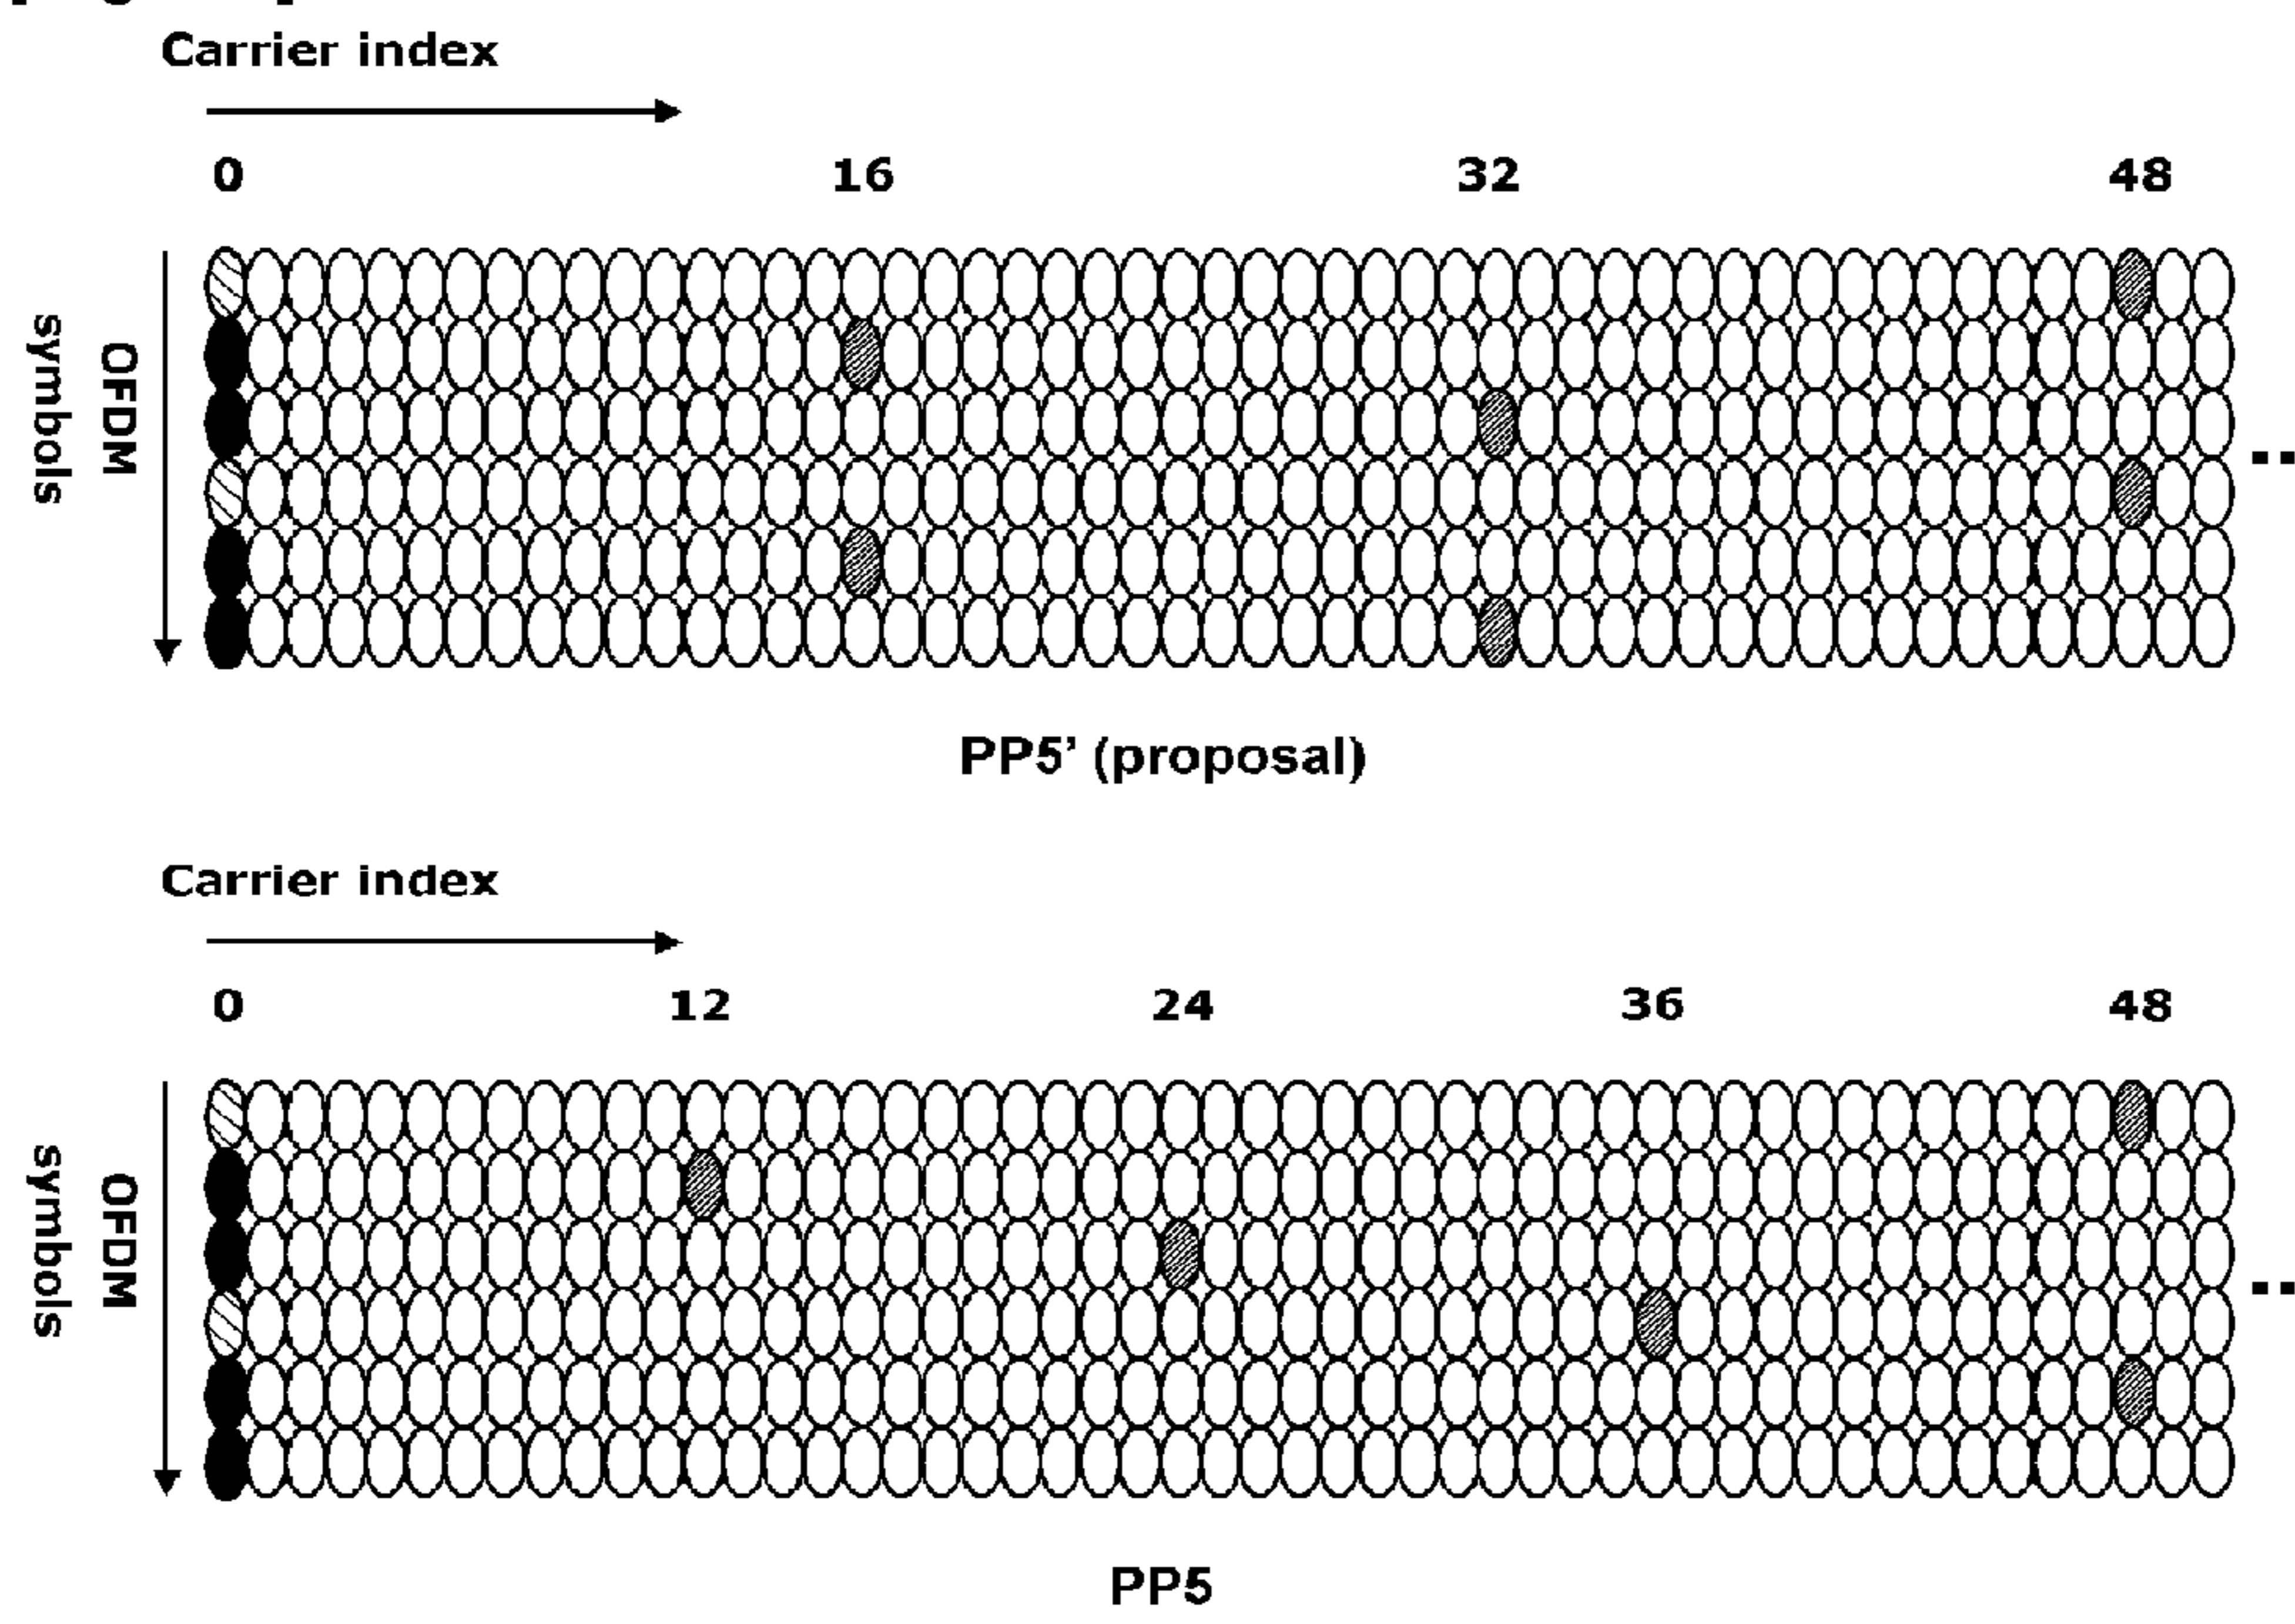 Carrier index
0 16 32 48
OFDM
symbols
PP5’ (proposal)
Carrier index
0 12 24 36 48
OFDM
symbols
PP5